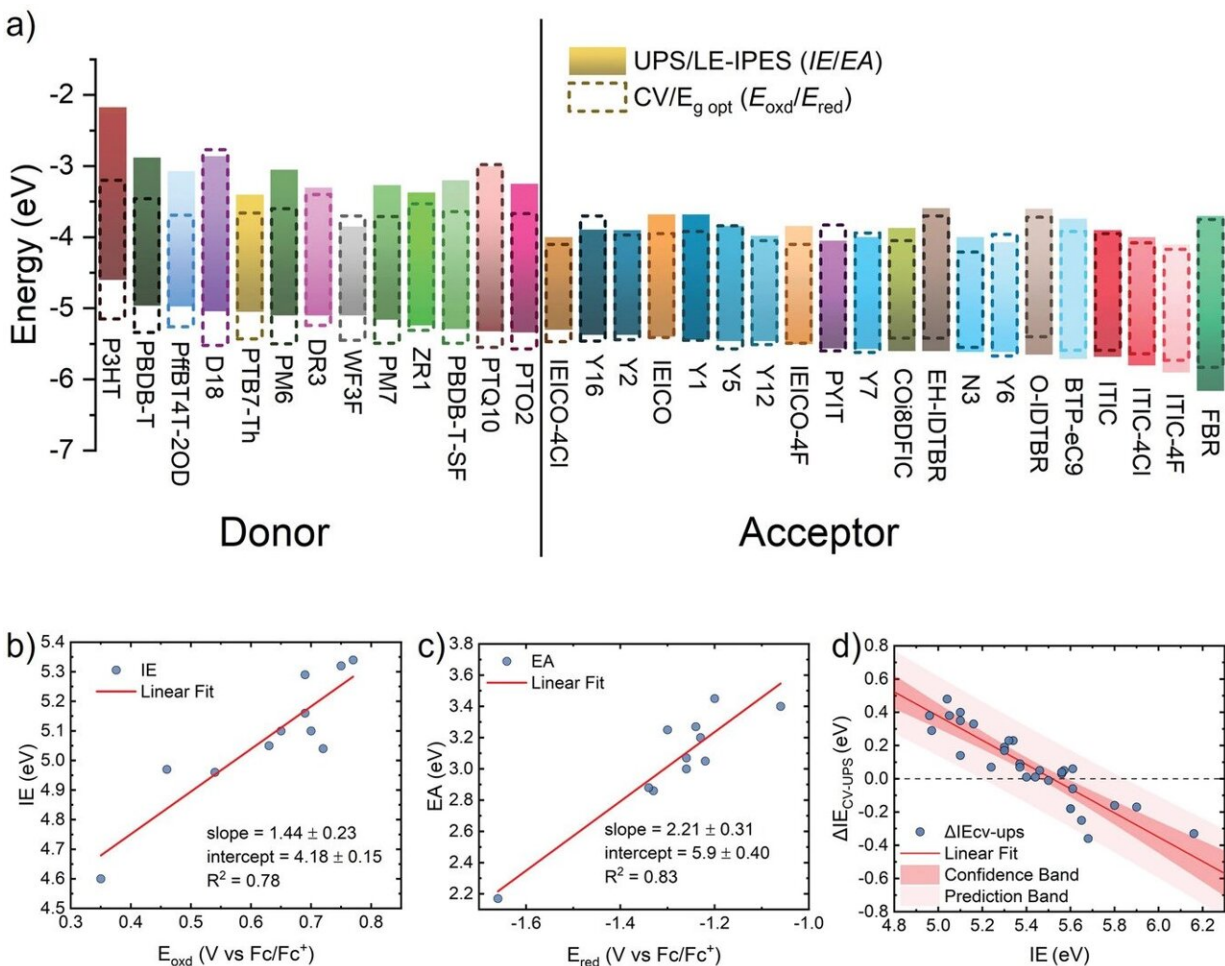 a)
UPS/LE-IPES (IE/EA)
CV/Eg opt (Eoxd/Ered)
Energy (eV)
-2
-3
-4
-5
-6
-7
P3HT
PBDB-T
PffBT4T-2OD
D18
PTB7-Th
PM6
DR3
WF3F
PM7
ZR1
PBDB-T-SF
PTQ10
PTO2
IEICO-4Cl
Y16
Y2
IEICO
Y1
Y5
Y12
IEICO-4F
PYIT
Y7
COi8DFIC
EH-IDTBR
N3
Y6
O-IDTBR
BTP-eC9
ITIC
ITIC-4Cl
ITIC-4F
FBR
Donor
Acceptor
b)
IE (eV)
5.4
5.3
5.2
5.1
5.0
4.9
4.8
4.7
4.6
4.5
IE
Linear Fit
slope = 1.44 ± 0.23
intercept = 4.18 ± 0.15
R² = 0.78
0.3 0.4 0.5 0.6 0.7 0.8
Eoxd (V vs Fc/Fc⁺)
c)
EA (eV)
3.8
3.6
3.4
3.2
3.0
2.8
2.6
2.4
2.2
EA
Linear Fit
slope = 2.21 ± 0.31
intercept = 5.9 ± 0.40
R² = 0.83
-1.6 -1.4 -1.2 -1.0
Ered (V vs Fc/Fc⁺)
d)
ΔIECV-UPS (eV)
0.8
0.6
0.4
0.2
0.0
-0.2
-0.4
-0.6
-0.8
ΔIEcv-ups
Linear Fit
Confidence Band
Prediction Band
4.8 5.0 5.2 5.4 5.6 5.8 6.0 6.2
IE (eV)